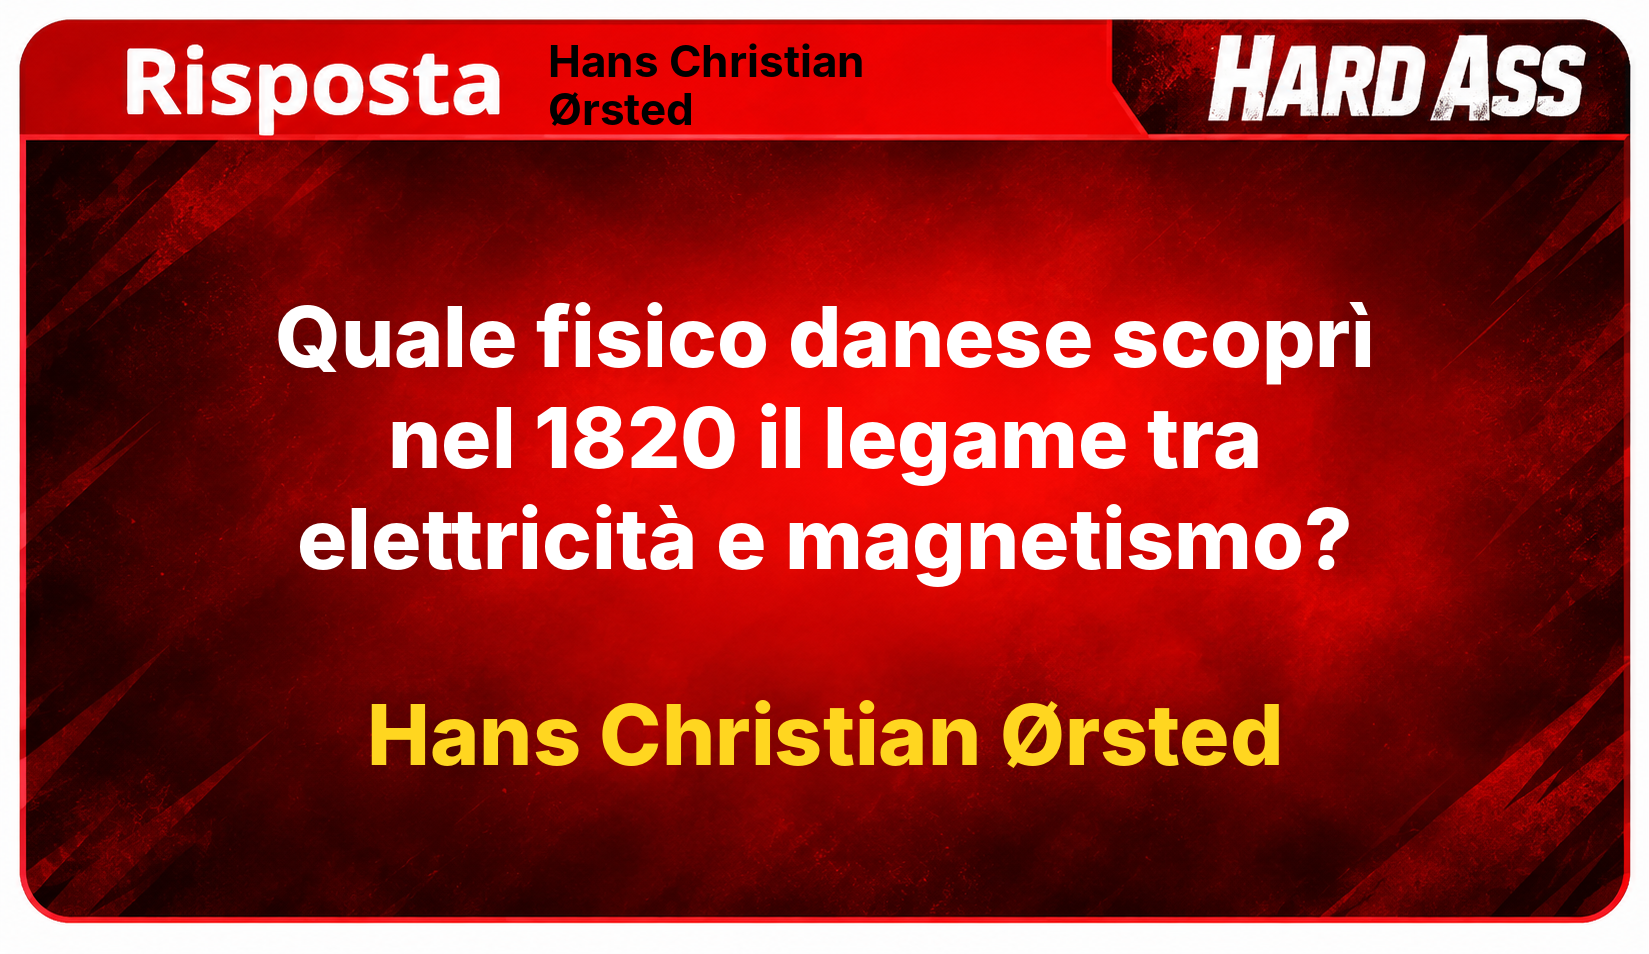 Risposta
Hans Christian
Ørsted
HARD ASS
Quale fisico danese scoprì
nel 1820 il legame tra
elettricità e magnetismo?
Hans Christian Ørsted